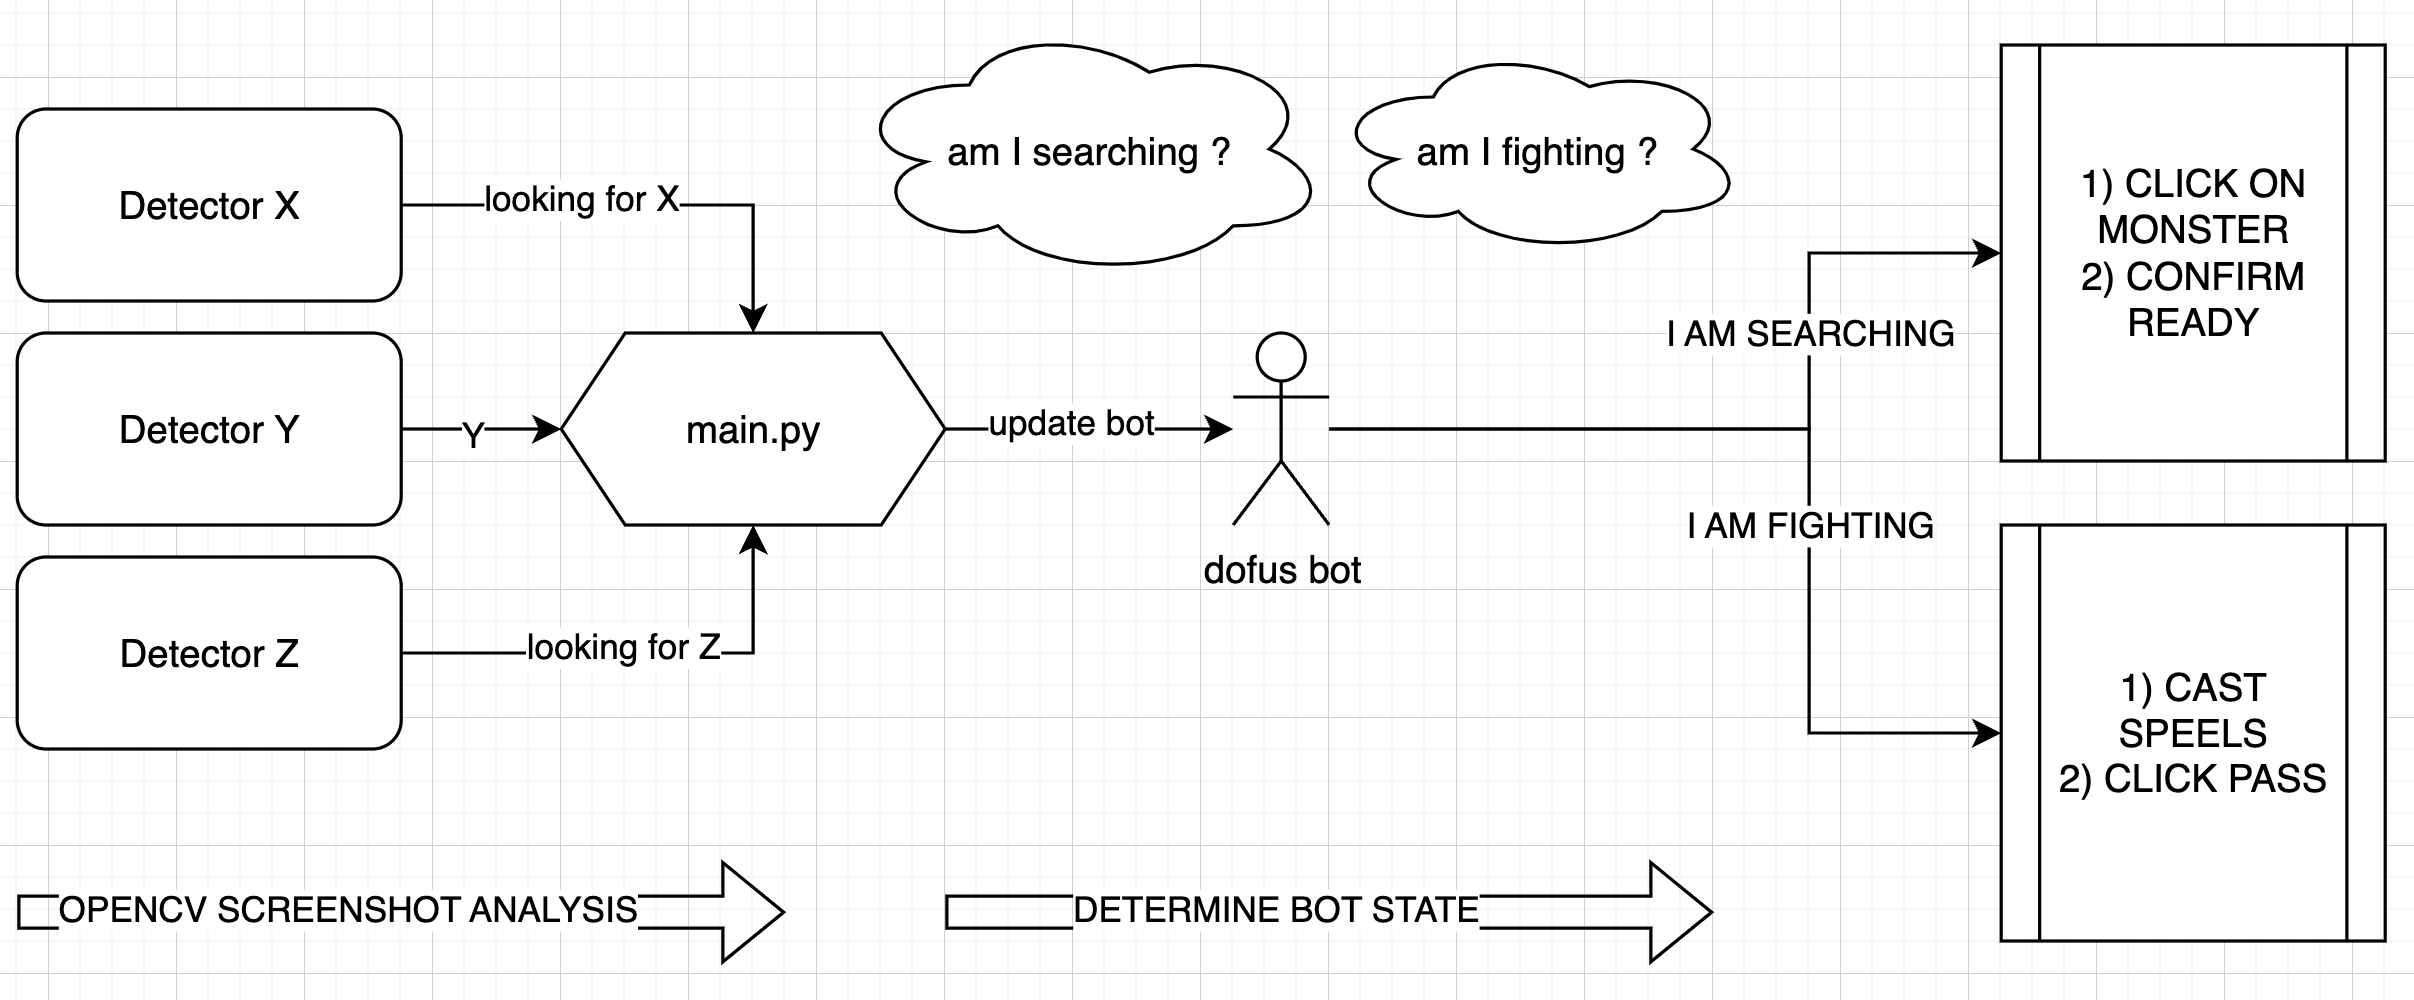 am I searching ?
am I fighting ?
Detector X
looking for X
1) CLICK ON
MONSTER
2) CONFIRM
READY
I AM SEARCHING
Detector Y
Y
main.py
update bot
I AM FIGHTING
dofus bot
Detector Z
looking for Z
1) CAST
SPEELS
2) CLICK PASS
OPENCV SCREENSHOT ANALYSIS
DETERMINE BOT STATE